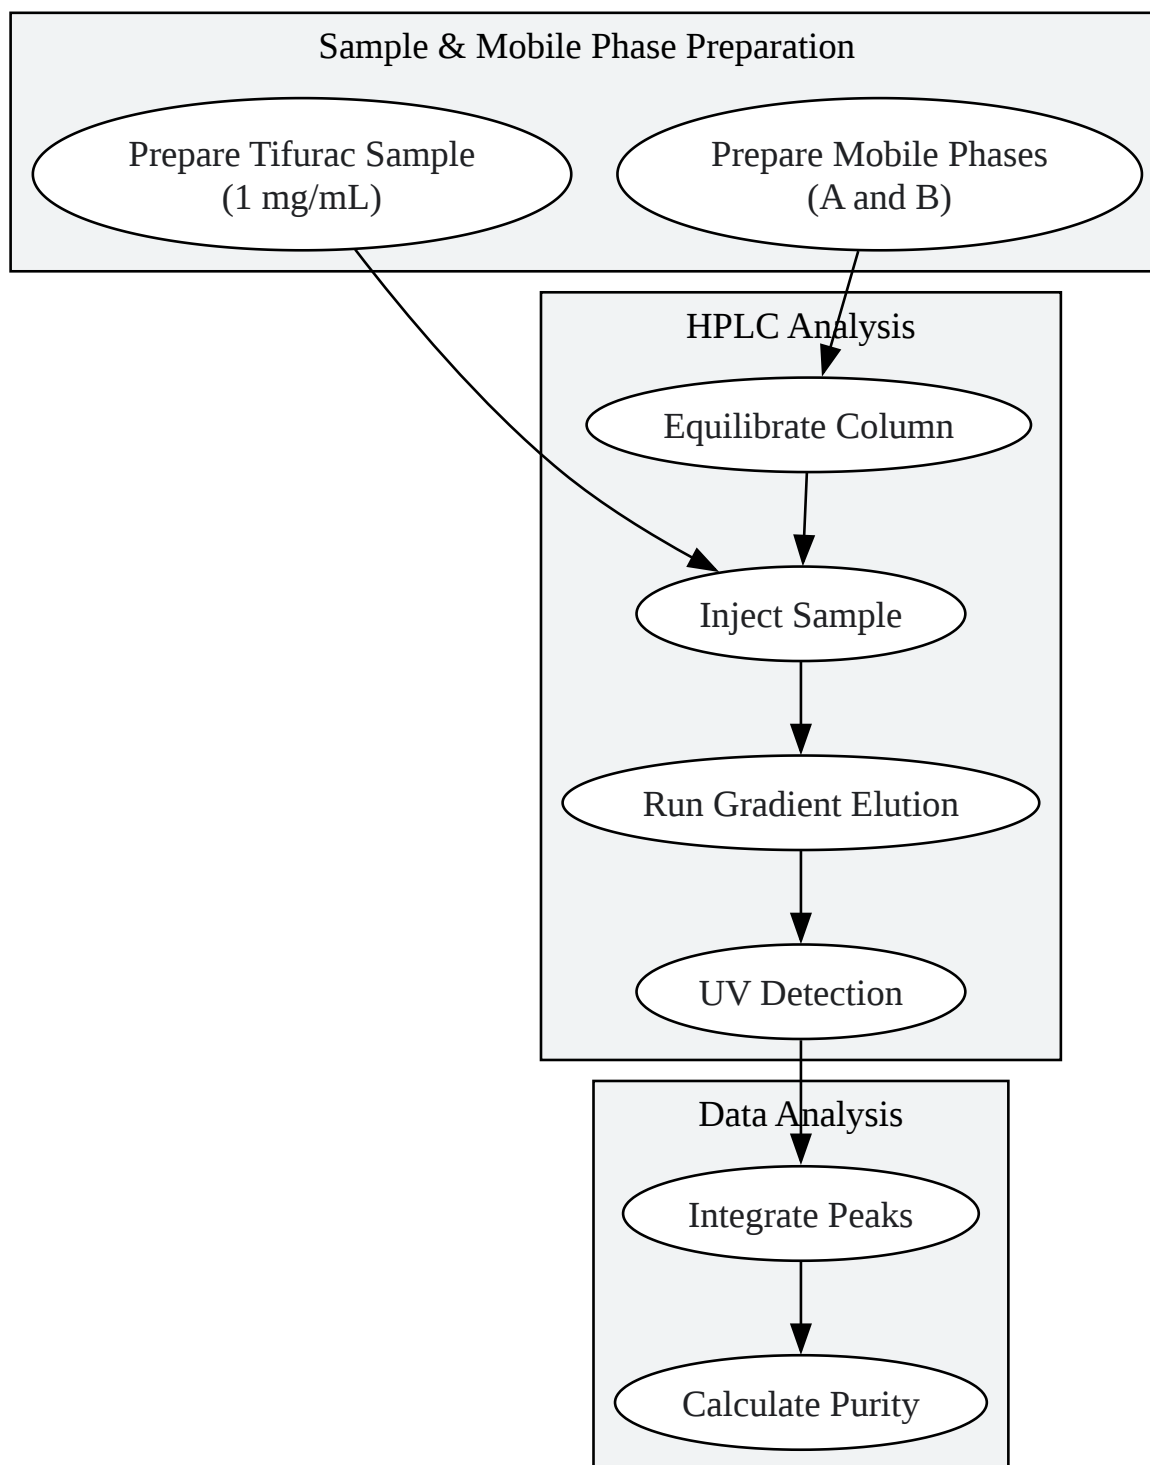 Sample & Mobile Phase Preparation
Prepare Tifurac Sample
(1 mg/mL)
Prepare Mobile Phases
(A and B)
HPLC Analysis
Equilibrate Column
Inject Sample
Run Gradient Elution
UV Detection
Data Analysis
Integrate Peaks
Calculate Purity